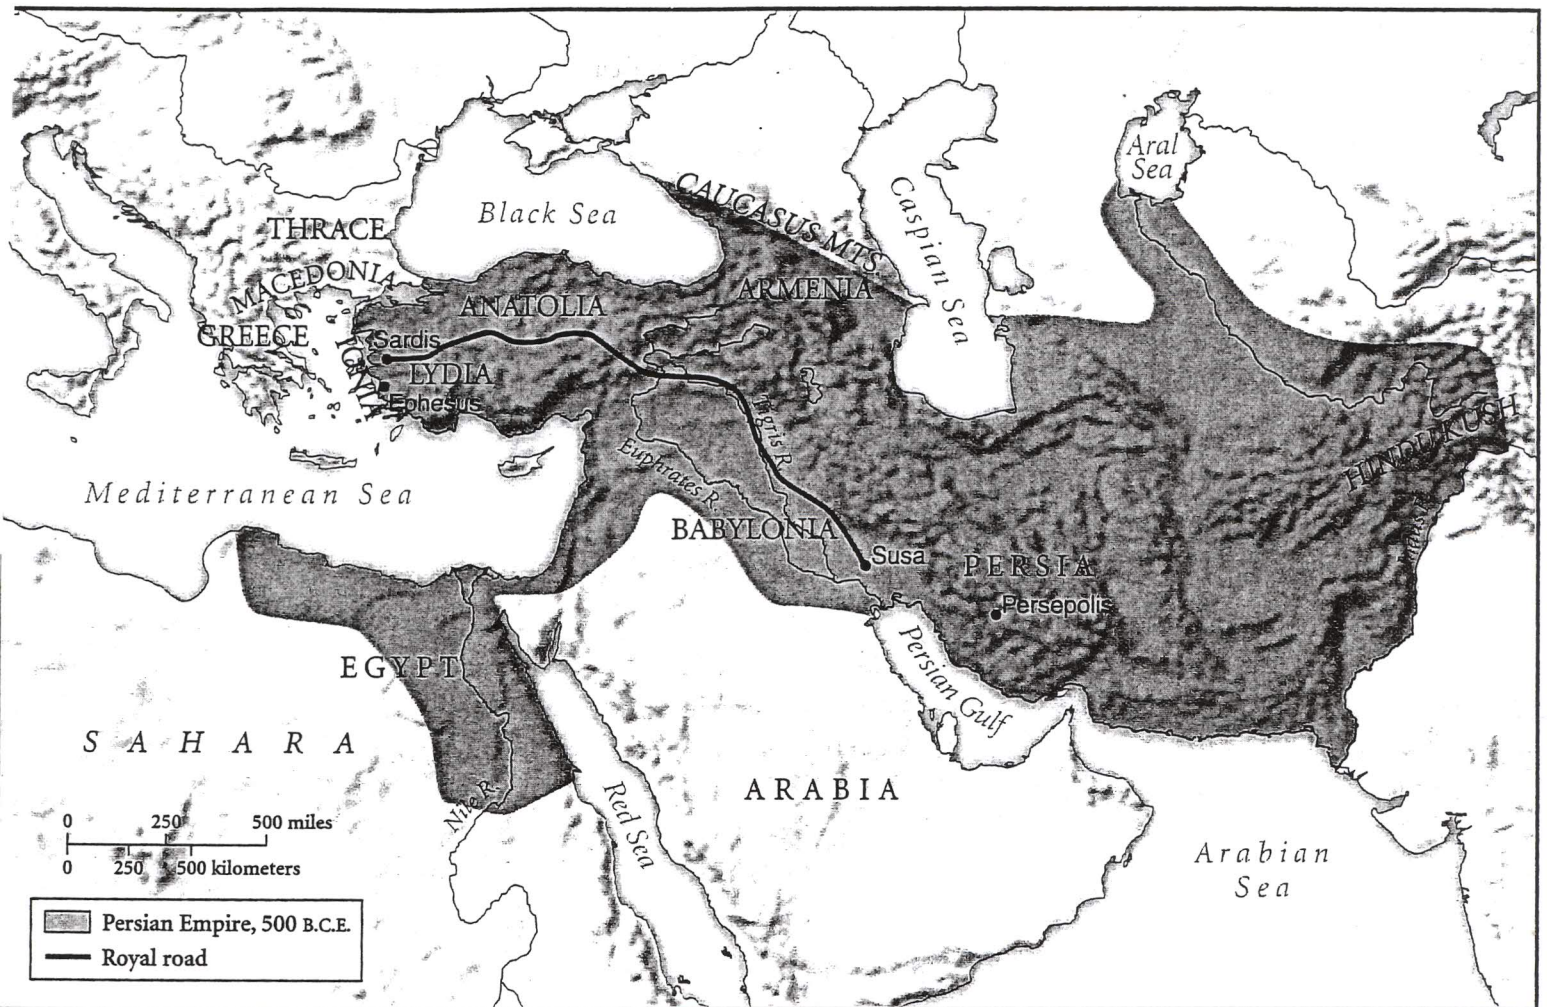 Aral
Sea
CAUCASUS MTS.
Caspian Sea
Black Sea
THRACE
MACEDONIA
ARMENIA
ANATOLIA
GREECE
IONIA
Sardis
LYDIA
Ephesus
HINDU KUSH
Tigris R.
Euphrates R.
Mediterranean Sea
BABYLONIA
Indus R.
Susa
PERSIA
Persepolis
EGYPT
Persian Gulf
SAHARA
ARABIA
Nile R.
Red Sea
0 250 500 miles
0 250 500 kilometers
Arabian
Sea
Persian Empire, 500 B.C.E.
Royal road